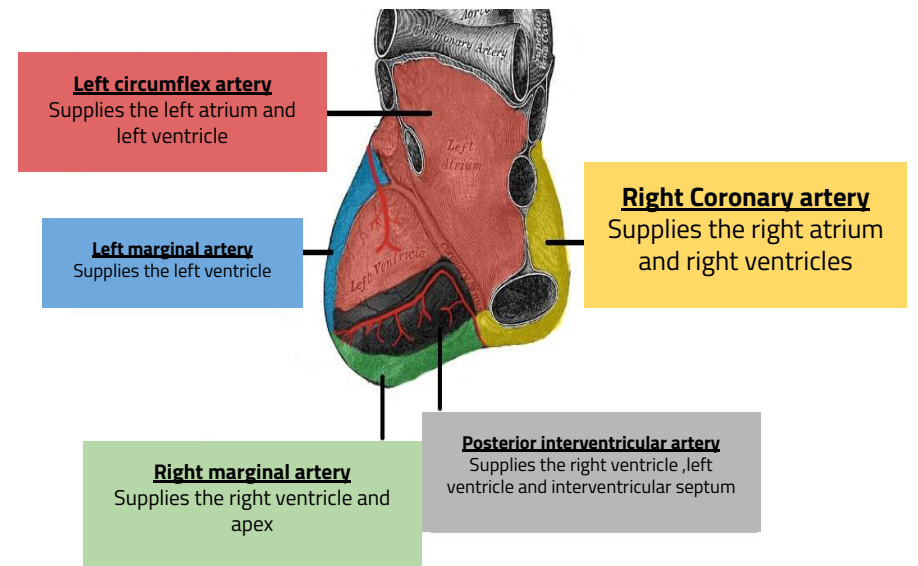 Aorta
Pulmonary Artery
Left circumflex artery
Supplies the left atrium and
left ventricle
Left
Atrium
Right Coronary artery
Supplies the right atrium
and right ventricles
Left marginal artery
Supplies the left ventricle
Left Ventricle
Right marginal artery
Supplies the right ventricle and
apex
Posterior interventricular artery
Supplies the right ventricle ,left
ventricle and interventricular septum